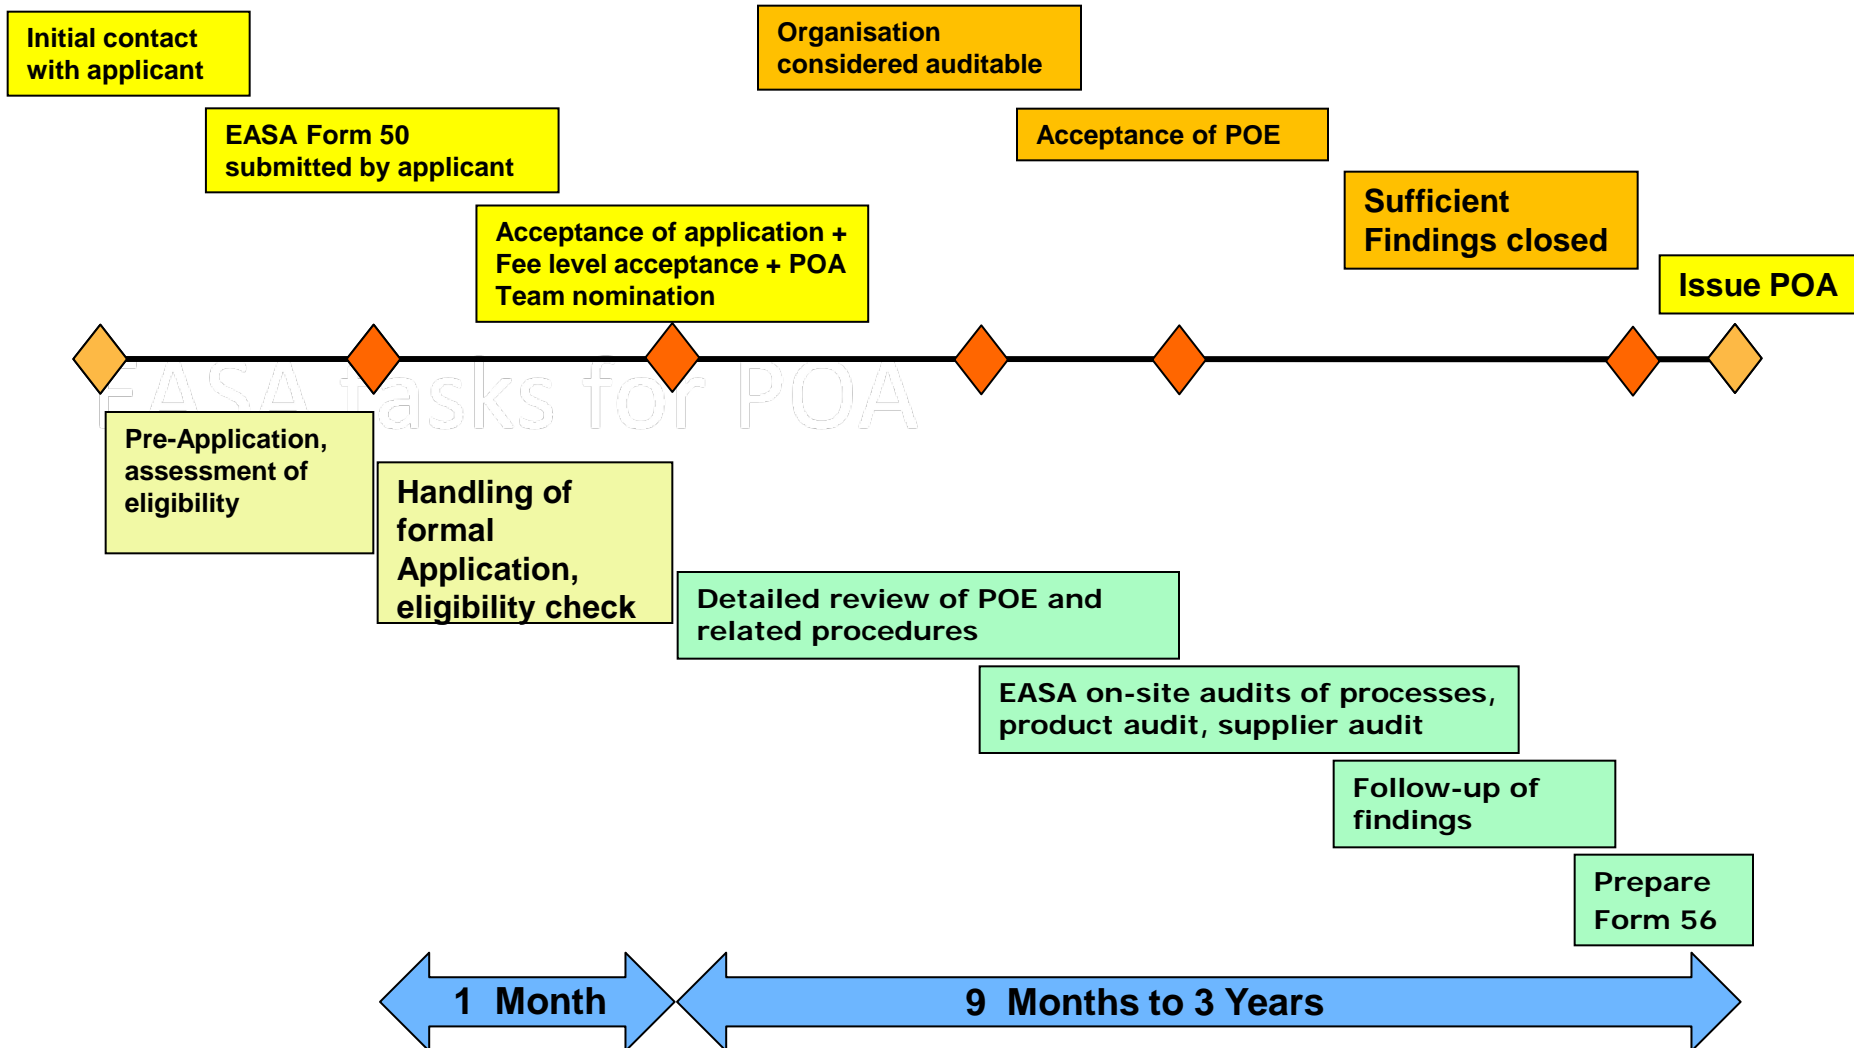 Initial contact
with applicant
Organisation
considered auditable
EASA Form 50
submitted by applicant
Acceptance of POE
Sufficient
Findings closed
Acceptance of application +
Fee level acceptance + POA
Team nomination
Issue POA
EASA tasks for POA
Pre-Application,
assessment of
eligibility
Handling of
formal
Application,
eligibility check
Detailed review of POE and
related procedures
EASA on-site audits of processes,
product audit, supplier audit
Follow-up of
findings
Prepare
Form 56
1 Month
9 Months to 3 Years